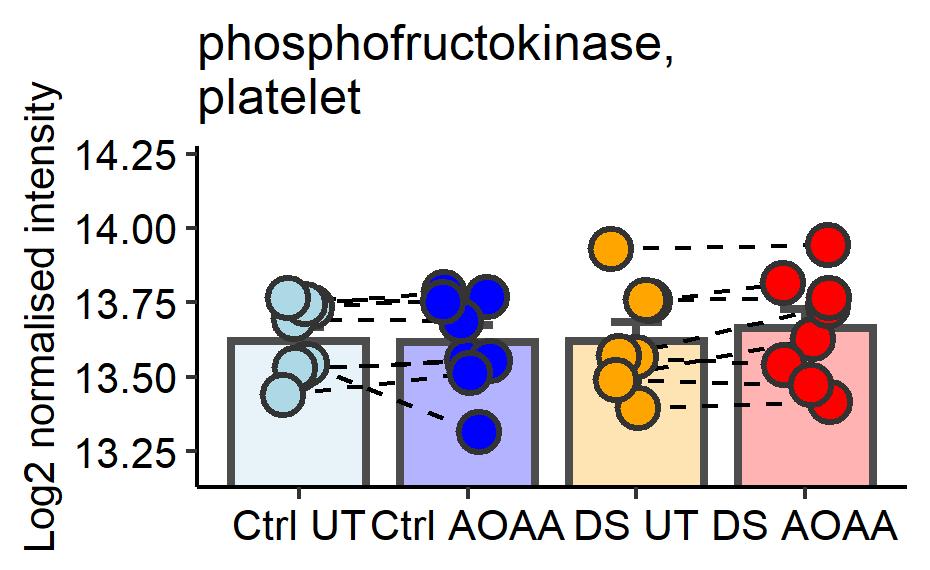 phosphofructokinase,
platelet
Log2 normalised intensity
14.25
14.00
13.75
13.50
13.25
Ctrl UT Ctrl AOAA DS UT DS AOAA